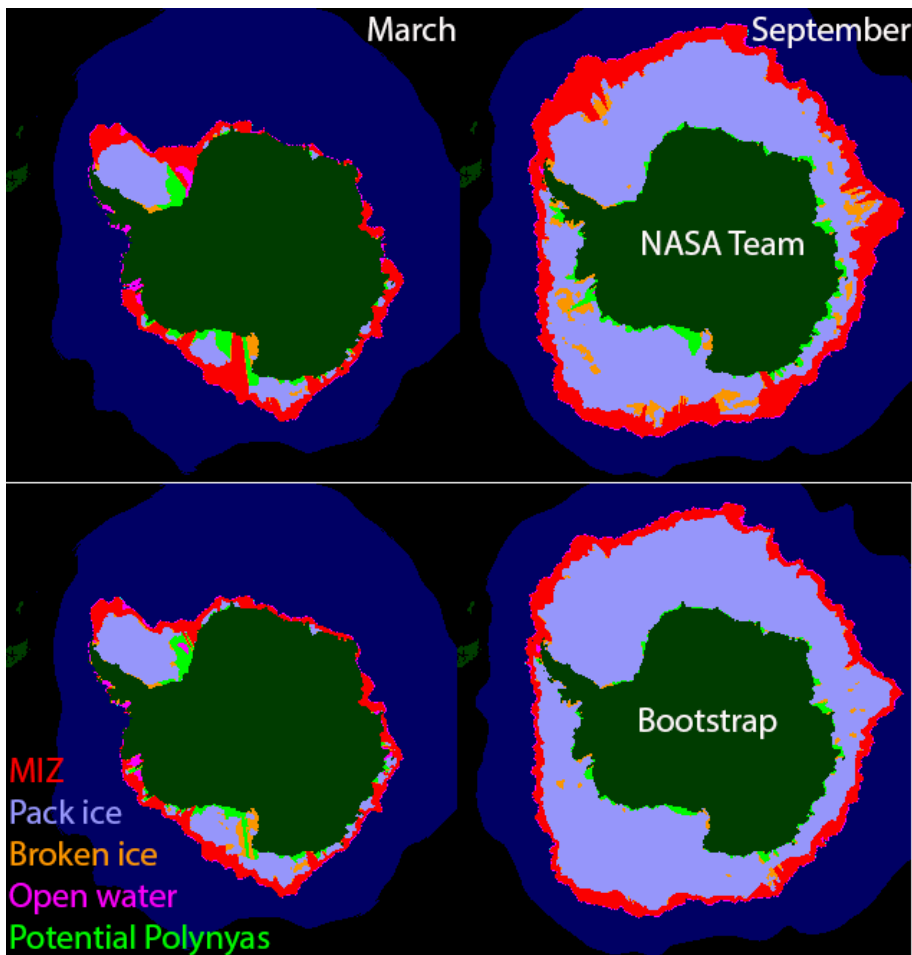 March
September
NASA Team
Bootstrap
MIZ
Pack ice
Broken ice
Open water
Potential Polynyas